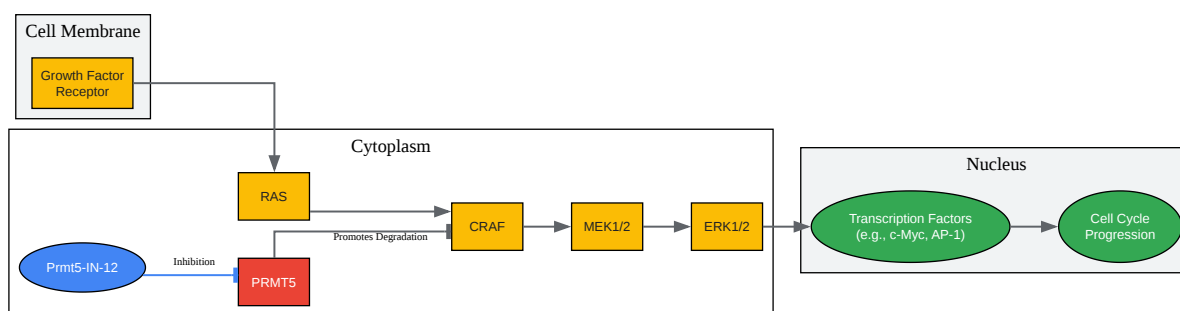 Cell Membrane
Growth Factor
Receptor
Cytoplasm
RAS
Promotes Degradation
CRAF
MEK1/2
ERK1/2
Prmt5-IN-12
Inhibition
PRMT5
Nucleus
Transcription Factors
(e.g., c-Myc, AP-1)
Cell Cycle
Progression